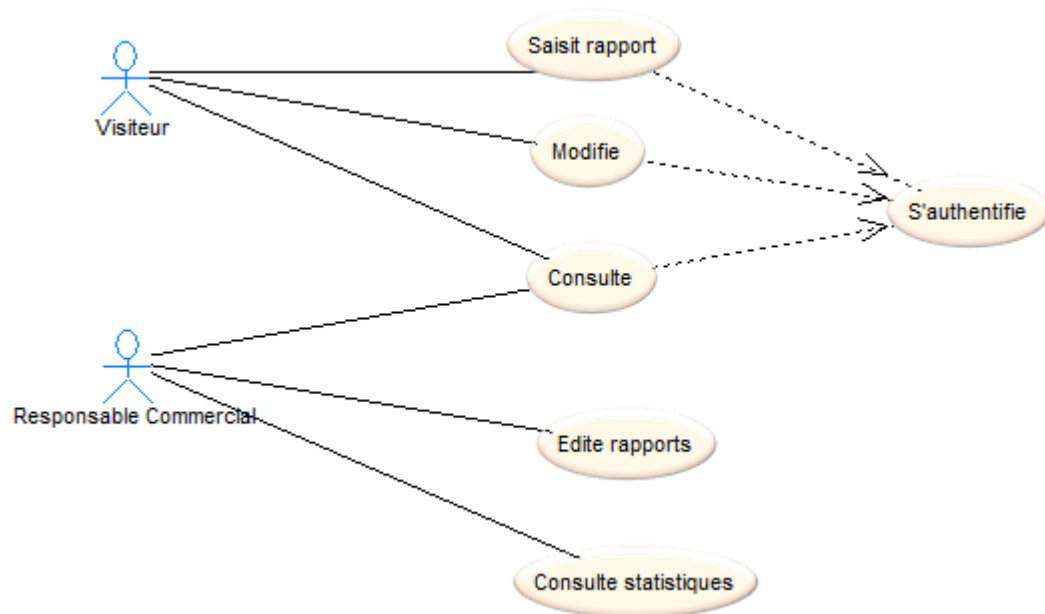 Saisit rapport
Visiteur
Modifie
S'authentifie
Consulte
Responsable Commercial
Edite rapports
Consulte statistiques